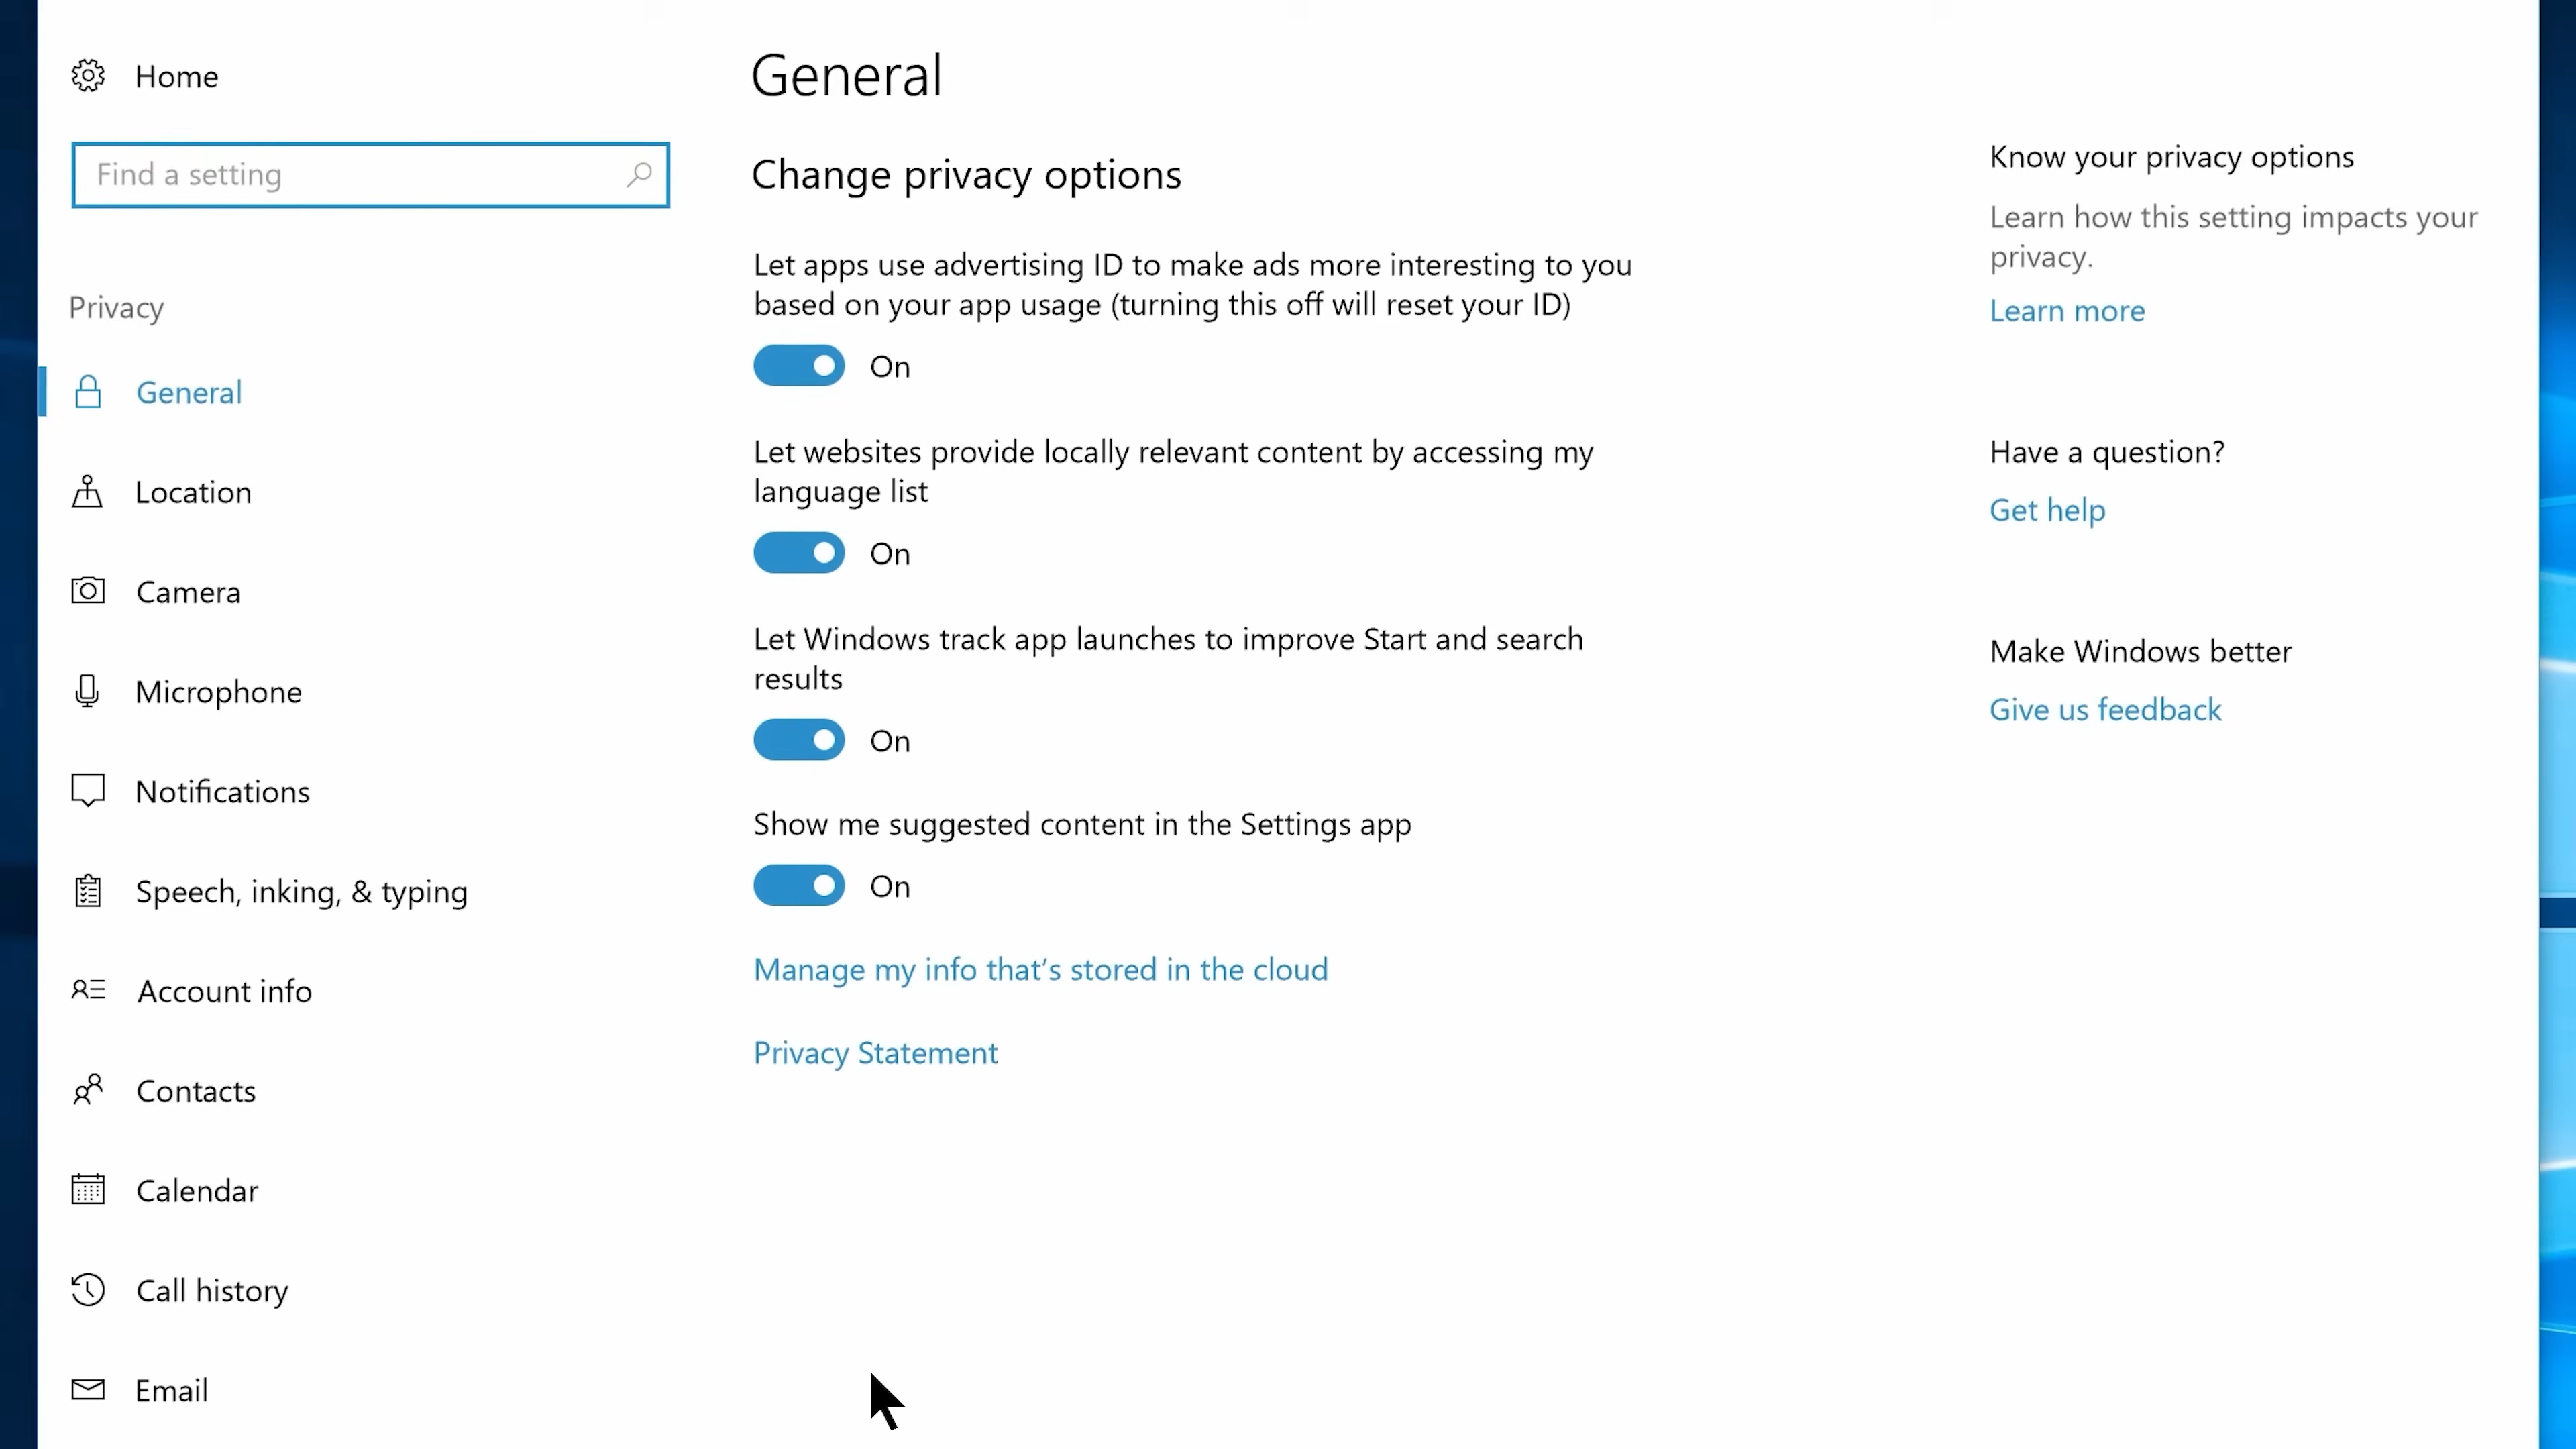 Home
Find a setting
Privacy
General
Location
Camera
Microphone
Notifications
Speech, inking, & typing
Account info
Contacts
Calendar
Call history
Email
General
Change privacy options
Let apps use advertising ID to make ads more interesting to you
based on your app usage (turning this off will reset your ID)
On
Let websites provide locally relevant content by accessing my
language list
On
Let Windows track app launches to improve Start and search
results
On
Show me suggested content in the Settings app
On
Manage my info that's stored in the cloud
Privacy Statement
Know your privacy options
Learn how this setting impacts your
privacy.
Learn more
Have a question?
Get help
Make Windows better
Give us feedback